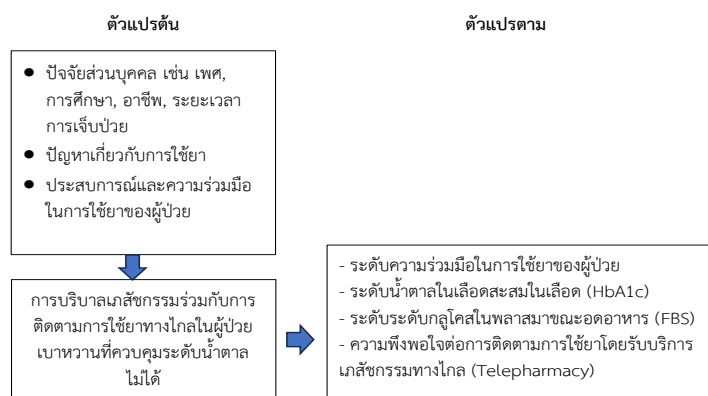 ตัวแปรต้น
ตัวแปรตาม
● ปัจจัยส่วนบุคคล เช่น เพศ,
การศึกษา, อาชีพ, ระยะเวลา
การเจ็บป่วย
● ปัญหาเกี่ยวกับการใช้ยา
● ประสบการณ์และความร่วมมือ
ในการใช้ยาของผู้ป่วย
การบริบาลเภสัชกรรมร่วมกับการ
ติดตามการใช้ยาทางไกลในผู้ป่วย
เบาหวานที่ควบคุมระดับน้ำตาล
ไม่ได้
- ระดับความร่วมมือในการใช้ยาของผู้ป่วย
- ระดับน้ำตาลในเลือดสะสมในเลือด (HbA1c)
- ระดับระดับกลูโคสในพลาสมาขณะอดอาหาร (FBS)
- ความพึงพอใจต่อการติดตามการใช้ยาโดยรับบริการ
เภสัชกรรมทางไกล (Telepharmacy)